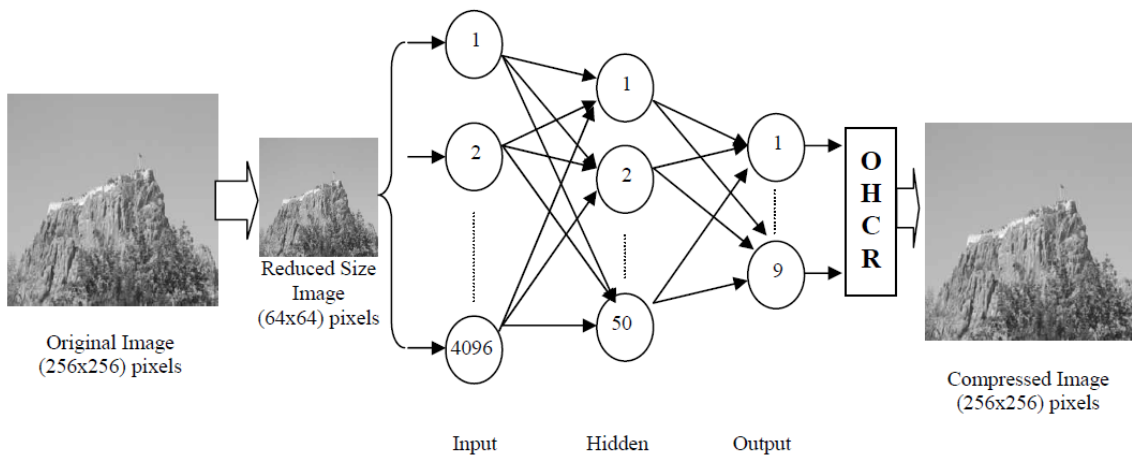 Original Image
(256x256) pixels
Reduced Size
Image
(64x64) pixels
1
2
4096
Input
1
2
50
Hidden
1
9
Output
O
H
C
R
Compressed Image
(256x256) pixels